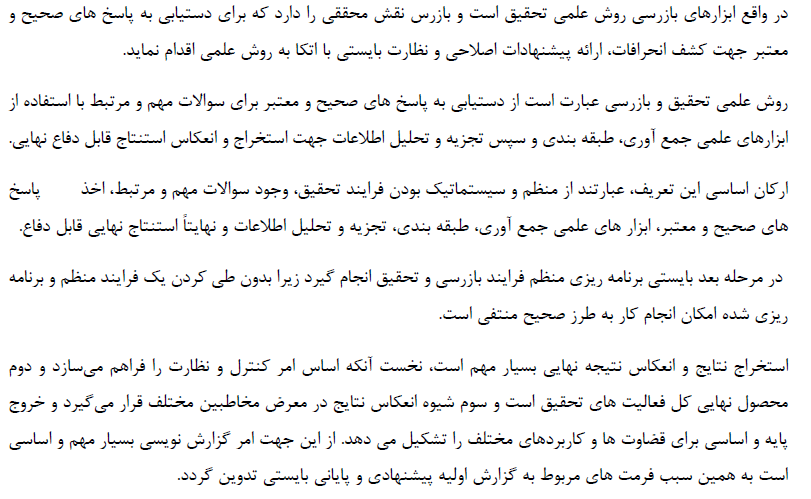 در واقع ابزارهای بازرسی روش علمی تحقیق است و بازرس نقش محققی را دارد که برای دستیابی به پاسخ های صحیح و
معتبر جهت کشف انحرافات، ارائه پیشنهادات اصلاحی و نظارت بایستی با اتکا به روش علمی اقدام نماید.
روش علمی تحقیق و بازرسی عبارت است از دستیابی به پاسخ های صحیح و معتبر برای سوالات مهم و مرتبط با استفاده از
ابزارهای علمی جمع آوری، طبقه بندی و سپس تجزیه و تحلیل اطلاعات جهت استخراج و انعکاس استنتاج قابل دفاع نهایی.
ارکان اساسی این تعریف، عبارتند از منظم و سیستماتیک بودن فرایند تحقیق، وجود سوالات مهم و مرتبط، اخذ پاسخ
های صحیح و معتبر، ابزار های علمی جمع آوری، طبقه بندی، تجزیه و تحلیل اطلاعات و نهایتاً استنتاج نهایی قابل دفاع.
در مرحله بعد بایستی برنامه ریزی منظم فرایند بازرسی و تحقیق انجام گیرد زیرا بدون طی کردن یک فرایند منظم و برنامه
ریزی شده امکان انجام کار به طرز صحیح منتفی است.
استخراج نتایج و انعکاس نتیجه نهایی بسیار مهم است، نخست آنکه اساس امر کنترل و نظارت را فراهم می‌سازد و دوم
محصول نهایی کل فعالیت های تحقیق است و سوم شیوه انعکاس نتایج در معرض مخاطبین مختلف قرار می‌گیرد و خروج
پایه و اساسی برای قضاوت ها و کاربردهای مختلف را تشکیل می دهد. از این جهت امر گزارش نویسی بسیار مهم و اساسی
است به همین سبب فرمت های مربوط به گزارش اولیه پیشنهادی و پایانی بایستی تدوین گردد.